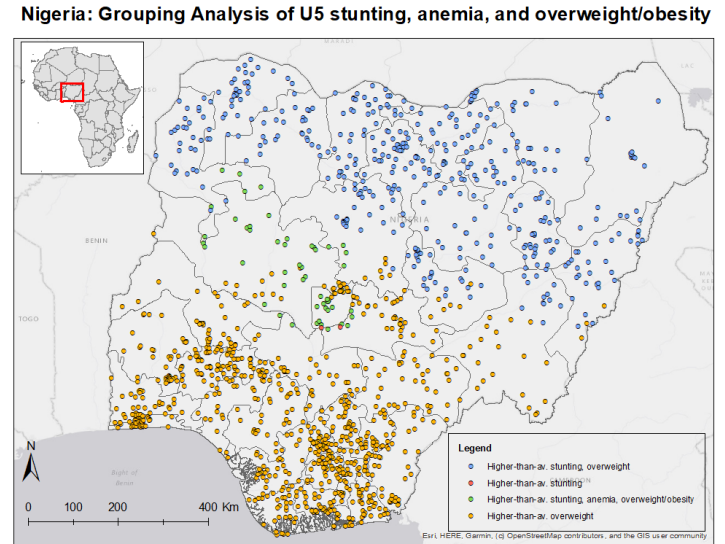 Nigeria: Grouping Analysis of U5 stunting, anemia, and overweight/obesity
MARADI
LAC
NIGERIA
BENIN
TOGO
Bight of
Benin
N
0 100 200 400 Km
Legend
Higher-than-av. stunting, overweight
Higher-than-av. stunting
Higher-than-av. stunting, anemia, overweight/obesity
Higher-than-av. overweight
Esri, HERE, Garmin, (c) OpenStreetMap contributors, and the GIS user community